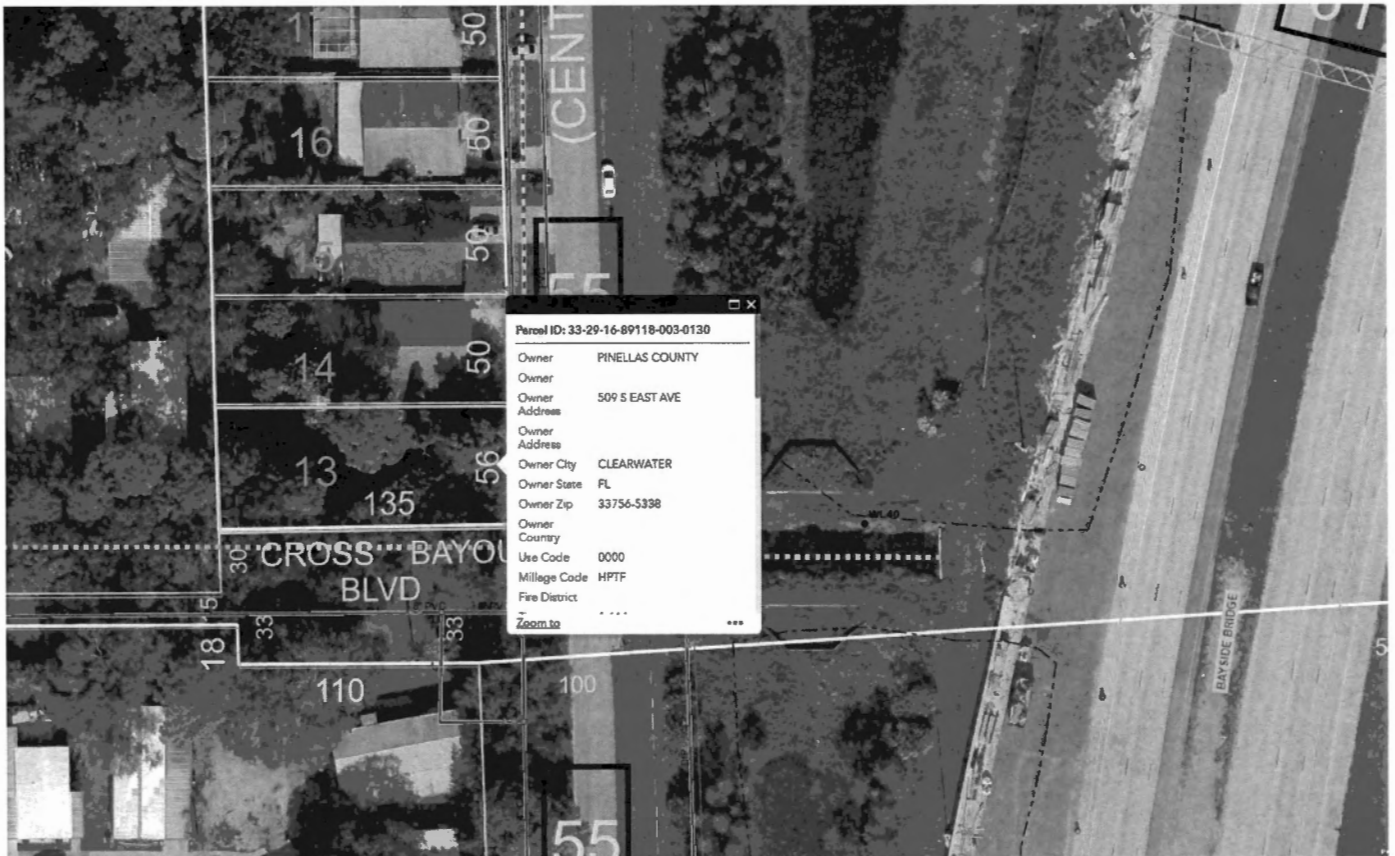 50
16
50
(CENT
50
55
14
50
13
56
135
30
CROSS BAYOU
BLVD
5
33
33
18
110
100
55
Parcel ID: 33-29-16-89118-003-0130
Owner PINELLAS COUNTY
Owner
Owner Address 509 S EAST AVE
Owner Address
Owner City CLEARWATER
Owner State FL
Owner Zip 33756-5338
Owner Country
Use Code 0000
Millage Code HPTF
Fire District
Zoom to
WL40
BAYSIDE BRIDGE